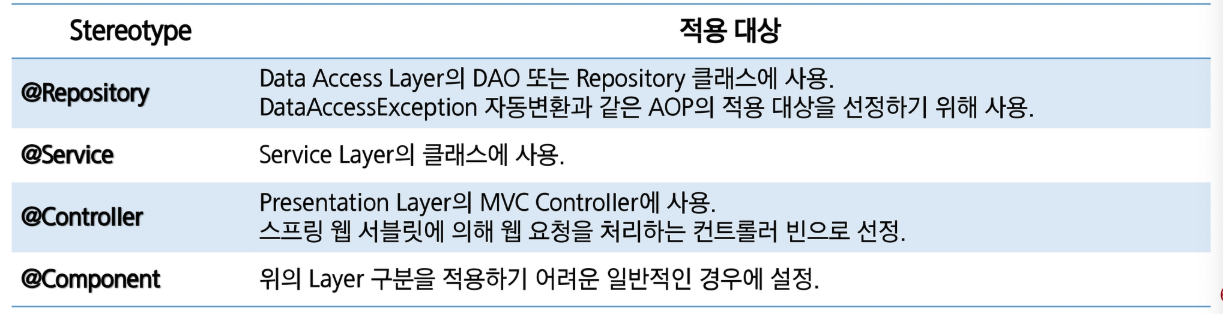 Stereotype 적용 대상
@Repository Data Access Layer의 DAO 또는 Repository 클래스에 사용.
DataAccessException 자동변환과 같은 AOP의 적용 대상을 선정하기 위해 사용.
@Service Service Layer의 클래스에 사용.
@Controller Presentation Layer의 MVC Controller에 사용.
스프링 웹 서블릿에 의해 웹 요청을 처리하는 컨트롤러 빈으로 선정.
@Component 위의 Layer 구분을 적용하기 어려운 일반적인 경우에 설정.